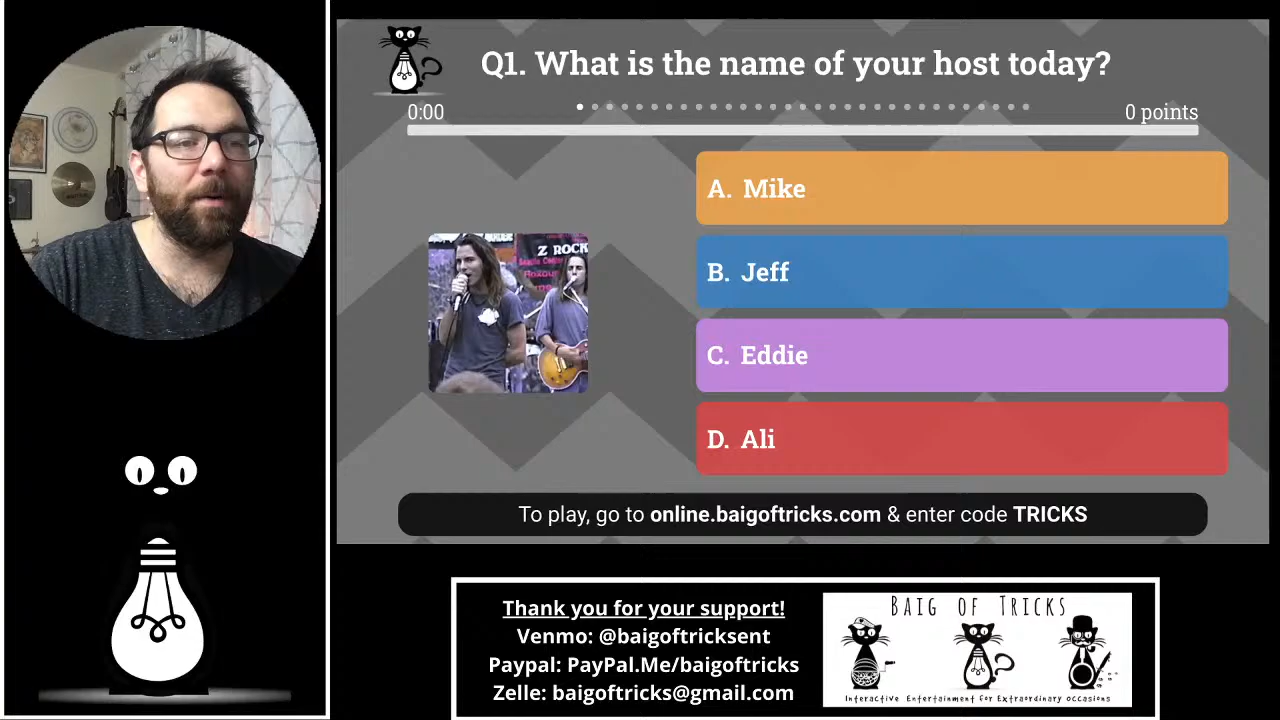 Q1. What is the name of your host today?
0:00
0 points
Z ROCK
A. Mike
B. Jeff
C. Eddie
D. Ali
To play, go to online.baigoftricks.com & enter code TRICKS
Thank you for your support!
Venmo: @baigoftricksent
Paypal: PayPal.Me/baigoftricks
Zelle: baigoftricks@gmail.com
BAIG OF TRICKS
Interactive Entertainment for Extraordinary occasions